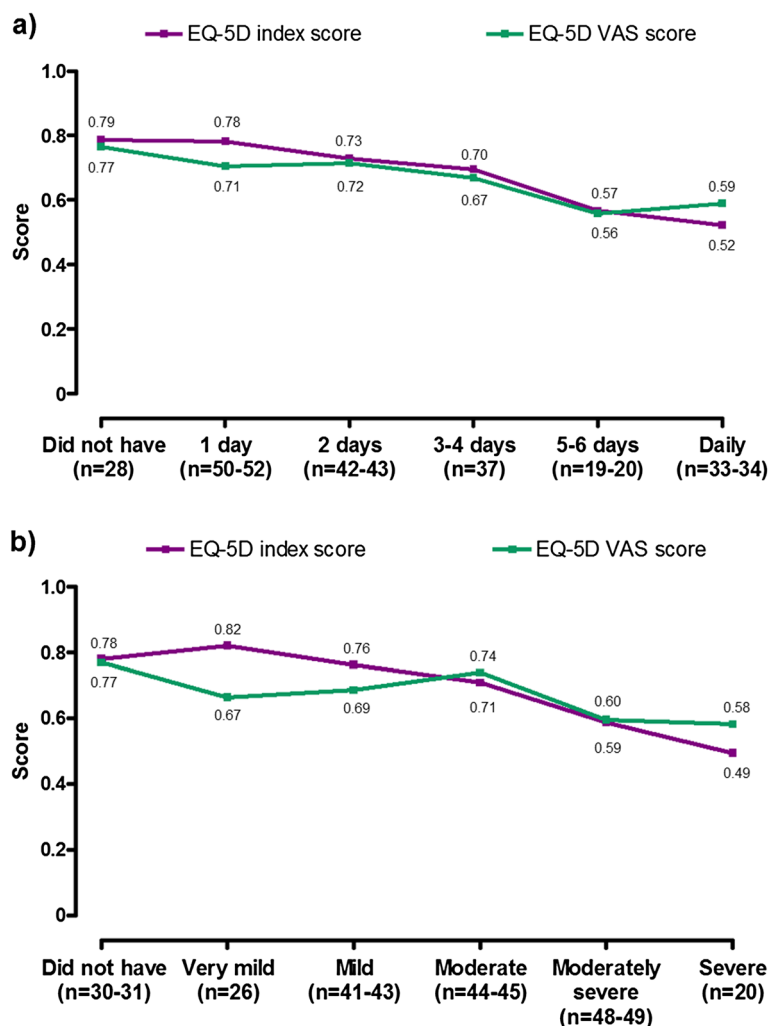 a)
EQ-5D index score
EQ-5D VAS score
1.0
0.8
0.6
0.4
0.2
0
Score
0.79
0.78
0.73
0.70
0.57
0.59
0.77
0.71
0.72
0.67
0.56
0.52
Did not have
(n=28)
1 day
(n=50-52)
2 days
(n=42-43)
3-4 days
(n=37)
5-6 days
(n=19-20)
Daily
(n=33-34)
b)
EQ-5D index score
EQ-5D VAS score
1.0
0.8
0.6
0.4
0.2
0
Score
0.78
0.82
0.76
0.74
0.60
0.58
0.77
0.67
0.69
0.71
0.59
0.49
Did not have
(n=30-31)
Very mild
(n=26)
Mild
(n=41-43)
Moderate
(n=44-45)
Moderately
severe
(n=48-49)
Severe
(n=20)